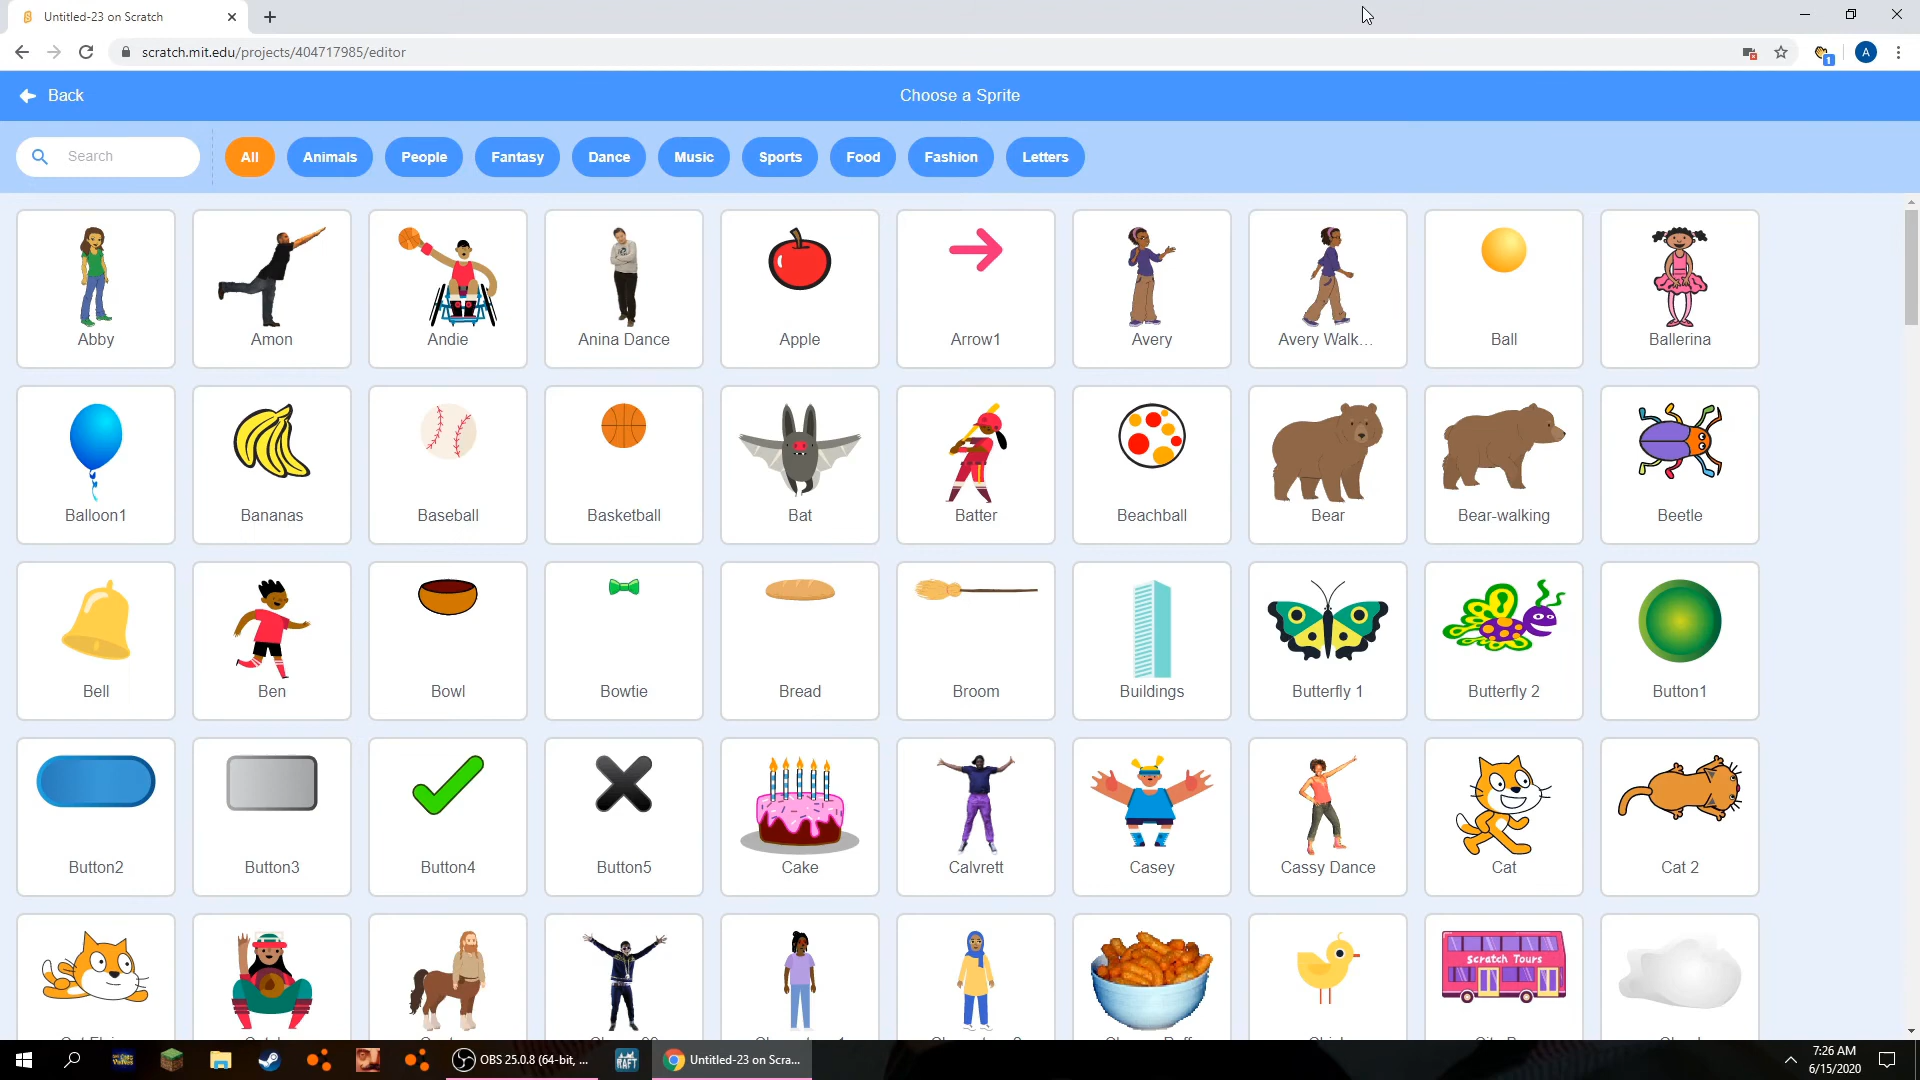 Untitled-23 on Scratch
scratch.mit.edu/projects/404717985/editor
A
1
Back
Choose a Sprite
Search
All
Animals
People
Fantasy
Dance
Music
Sports
Food
Fashion
Letters
Abby
Amon
Andie
Anina Dance
Apple
Arrow1
Avery
Avery Walk...
Ball
Ballerina
Balloon1
Bananas
Baseball
Basketball
Bat
Batter
Beachball
Bear
Bear-walking
Beetle
Bell
Ben
Bowl
Bowtie
Bread
Broom
Buildings
Butterfly 1
Butterfly 2
Button1
Button2
Button3
Button4
Button5
Cake
Calvrett
Casey
Cassy Dance
Cat
Cat 2
Scratch Tours
OBS 25.0.8 (64-bit, ...
RAFT
Untitled-23 on Scra...
7:26 AM
6/15/2020